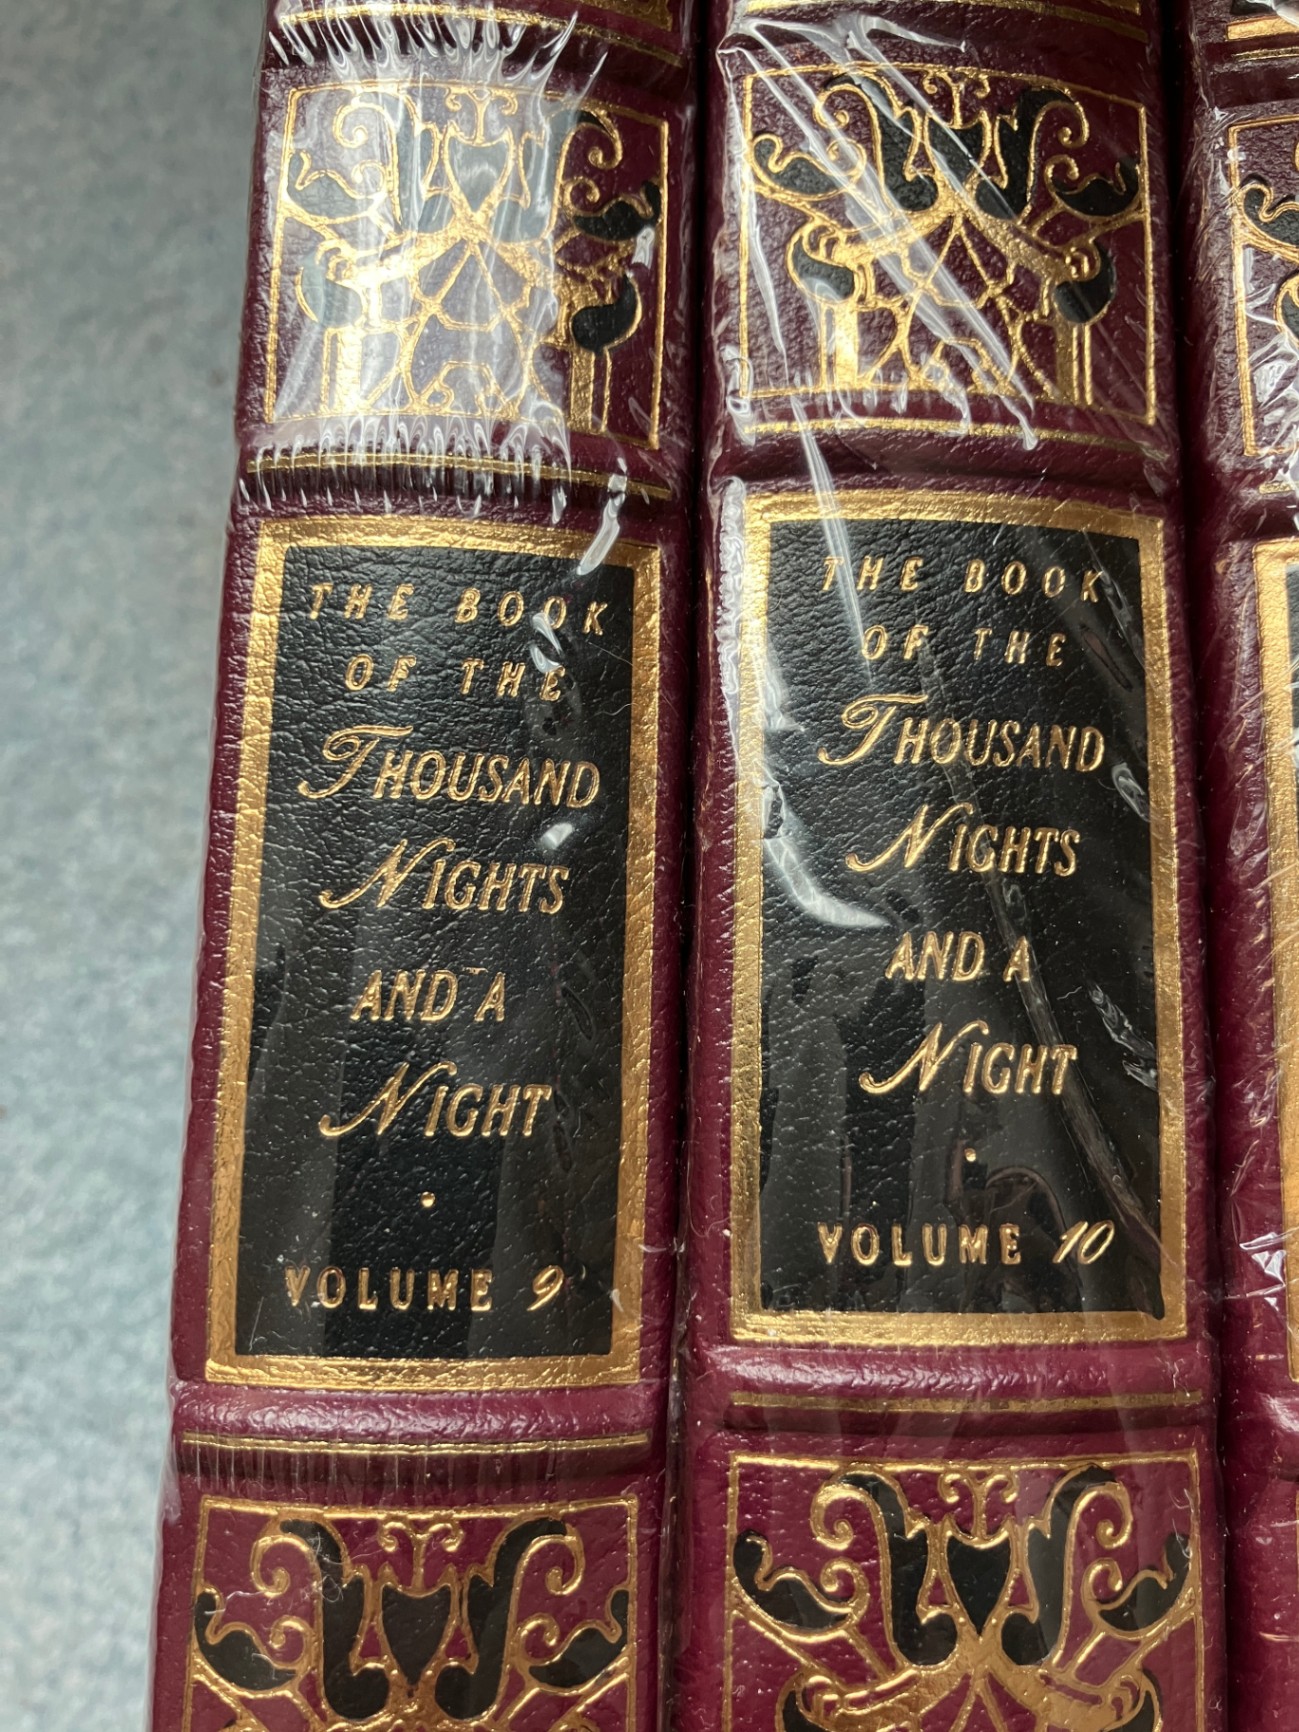 THE BOOK
OF THE
THOUSAND
NIGHTS
AND A
NIGHT
VOLUME 9
THE BOOK
OF THE
THOUSAND
NIGHTS
AND A
NIGHT
VOLUME 10